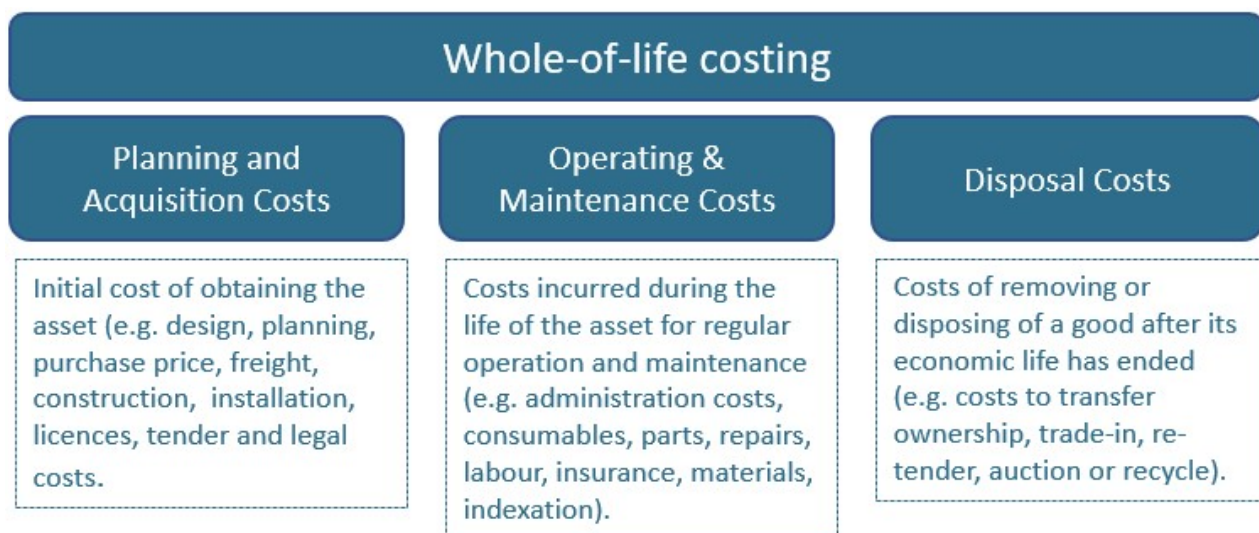 Whole-of-life costing
Planning and
Acquisition Costs
Initial cost of obtaining the
asset (e.g. design, planning,
purchase price, freight,
construction, installation,
licences, tender and legal
costs.
Operating &
Maintenance Costs
Costs incurred during the
life of the asset for regular
operation and maintenance
(e.g. administration costs,
consumables, parts, repairs,
labour, insurance, materials,
indexation).
Disposal Costs
Costs of removing or
disposing of a good after its
economic life has ended
(e.g. costs to transfer
ownership, trade-in, re-
tender, auction or recycle).